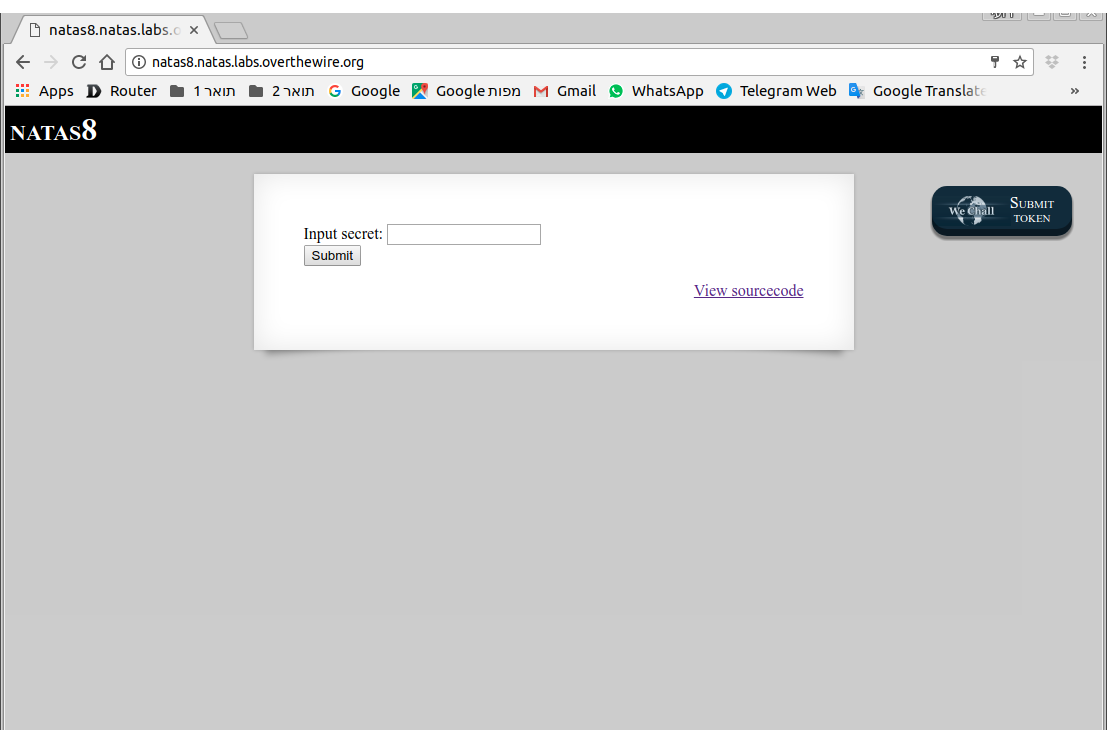 natas8.natas.labs.o
natas8.natas.labs.overthewire.org
Apps Router תואר 1 תואר 2 Google Google מפות Gmail WhatsApp Telegram Web Google Translate »
NATAS8
We Chall SUBMIT TOKEN
Input secret:
Submit
View sourcecode